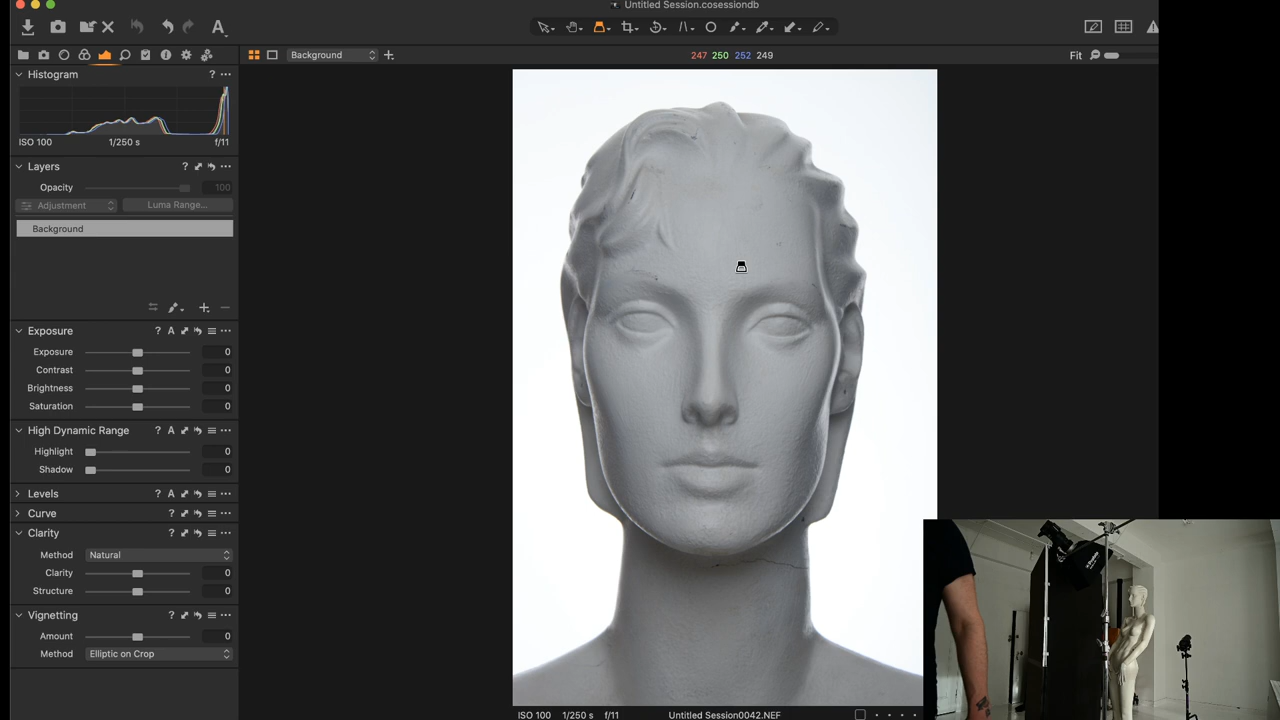 Untitled Session.cosessiondb
Background
247 250 252 249
Fit
Histogram
ISO 100 1/250 s f/11
Layers
Opacity 100
Adjustment Luma Range...
Background
Exposure
Exposure 0
Contrast 0
Brightness 0
Saturation 0
High Dynamic Range
Highlight 0
Shadow 0
Levels
Curve
Clarity
Method Natural
Clarity 0
Structure 0
Vignetting
Amount 0
Method Elliptic on Crop
ISO 100 1/250 s f/11 Untitled Session0042.NEF